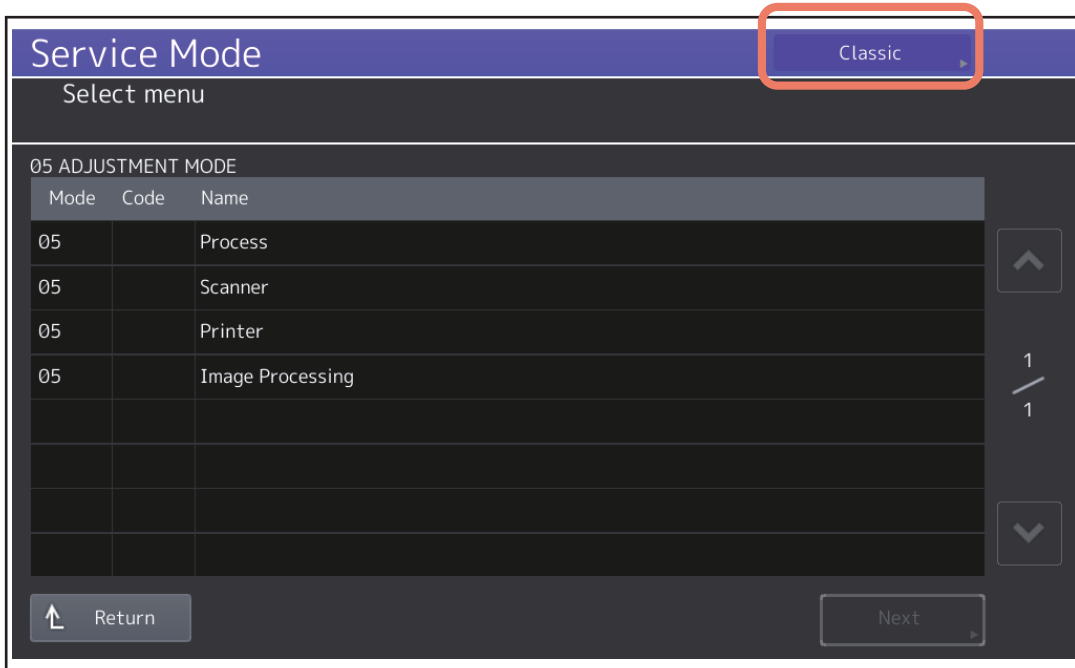 Service Mode
Classic
Select menu
05 ADJUSTMENT MODE
Mode Code Name
05 Process
05 Scanner
05 Printer
05 Image Processing
1
1
Return
Next